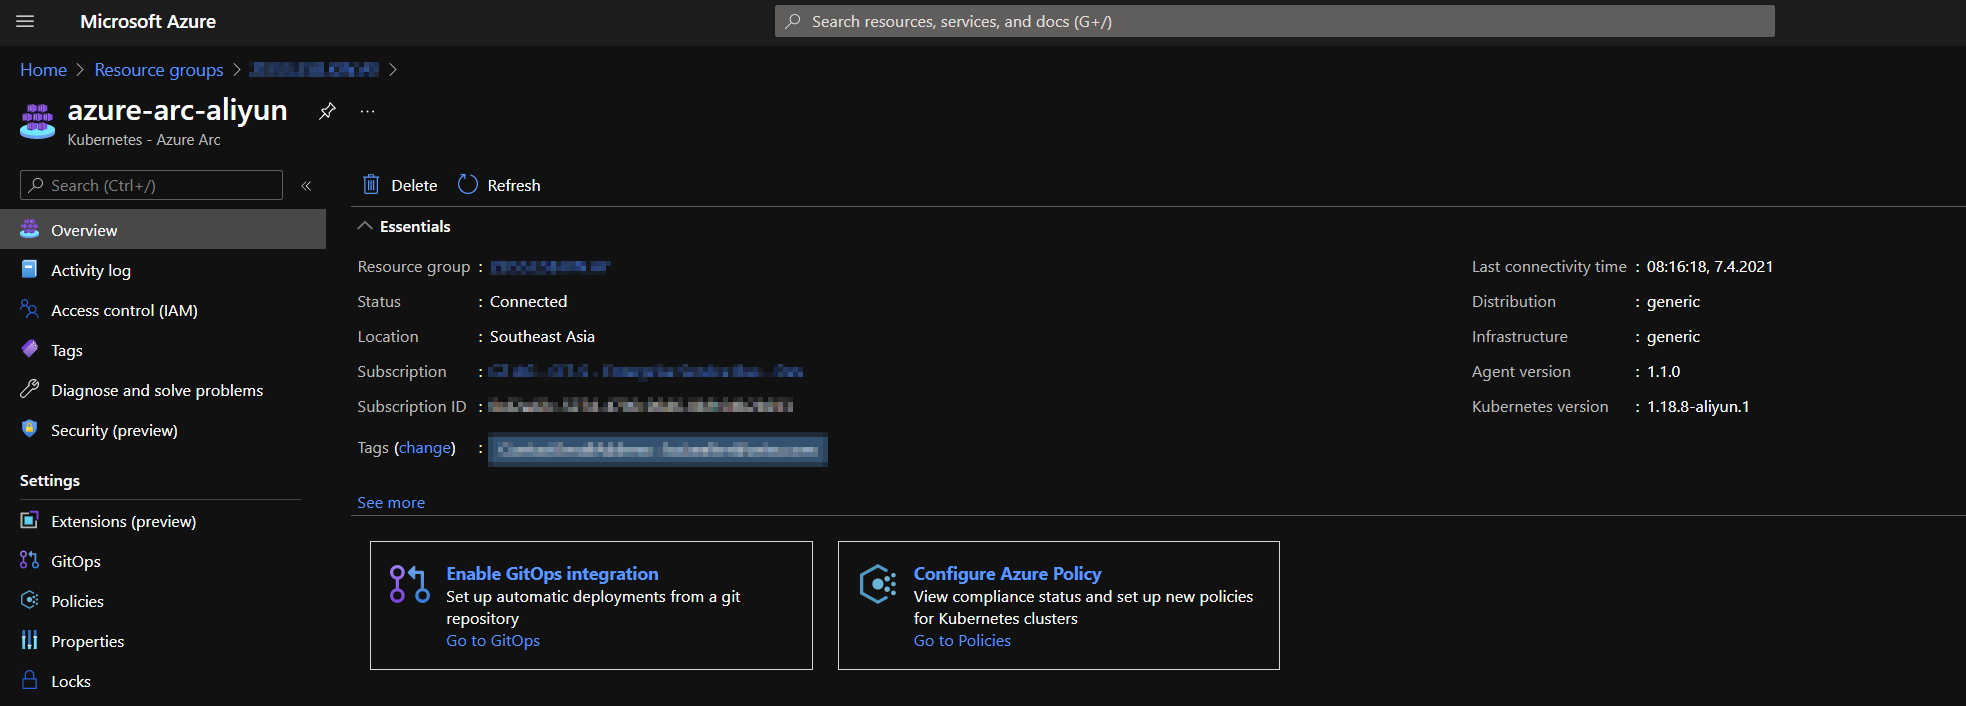 Microsoft Azure
Search resources, services, and docs (G+/)
Home > Resource groups > >
azure-arc-aliyun
Kubernetes - Azure Arc
Search (Ctrl+/)
Overview
Activity log
Access control (IAM)
Tags
Diagnose and solve problems
Security (preview)
Settings
Extensions (preview)
GitOps
Policies
Properties
Locks
Delete
Refresh
Essentials
Resource group :
Status : Connected
Location : Southeast Asia
Subscription :
Subscription ID :
Tags (change) :
See more
Last connectivity time : 08:16:18, 7.4.2021
Distribution : generic
Infrastructure : generic
Agent version : 1.1.0
Kubernetes version : 1.18.8-aliyun.1
Enable GitOps integration
Set up automatic deployments from a git
repository
Go to GitOps
Configure Azure Policy
View compliance status and set up new policies
for Kubernetes clusters
Go to Policies